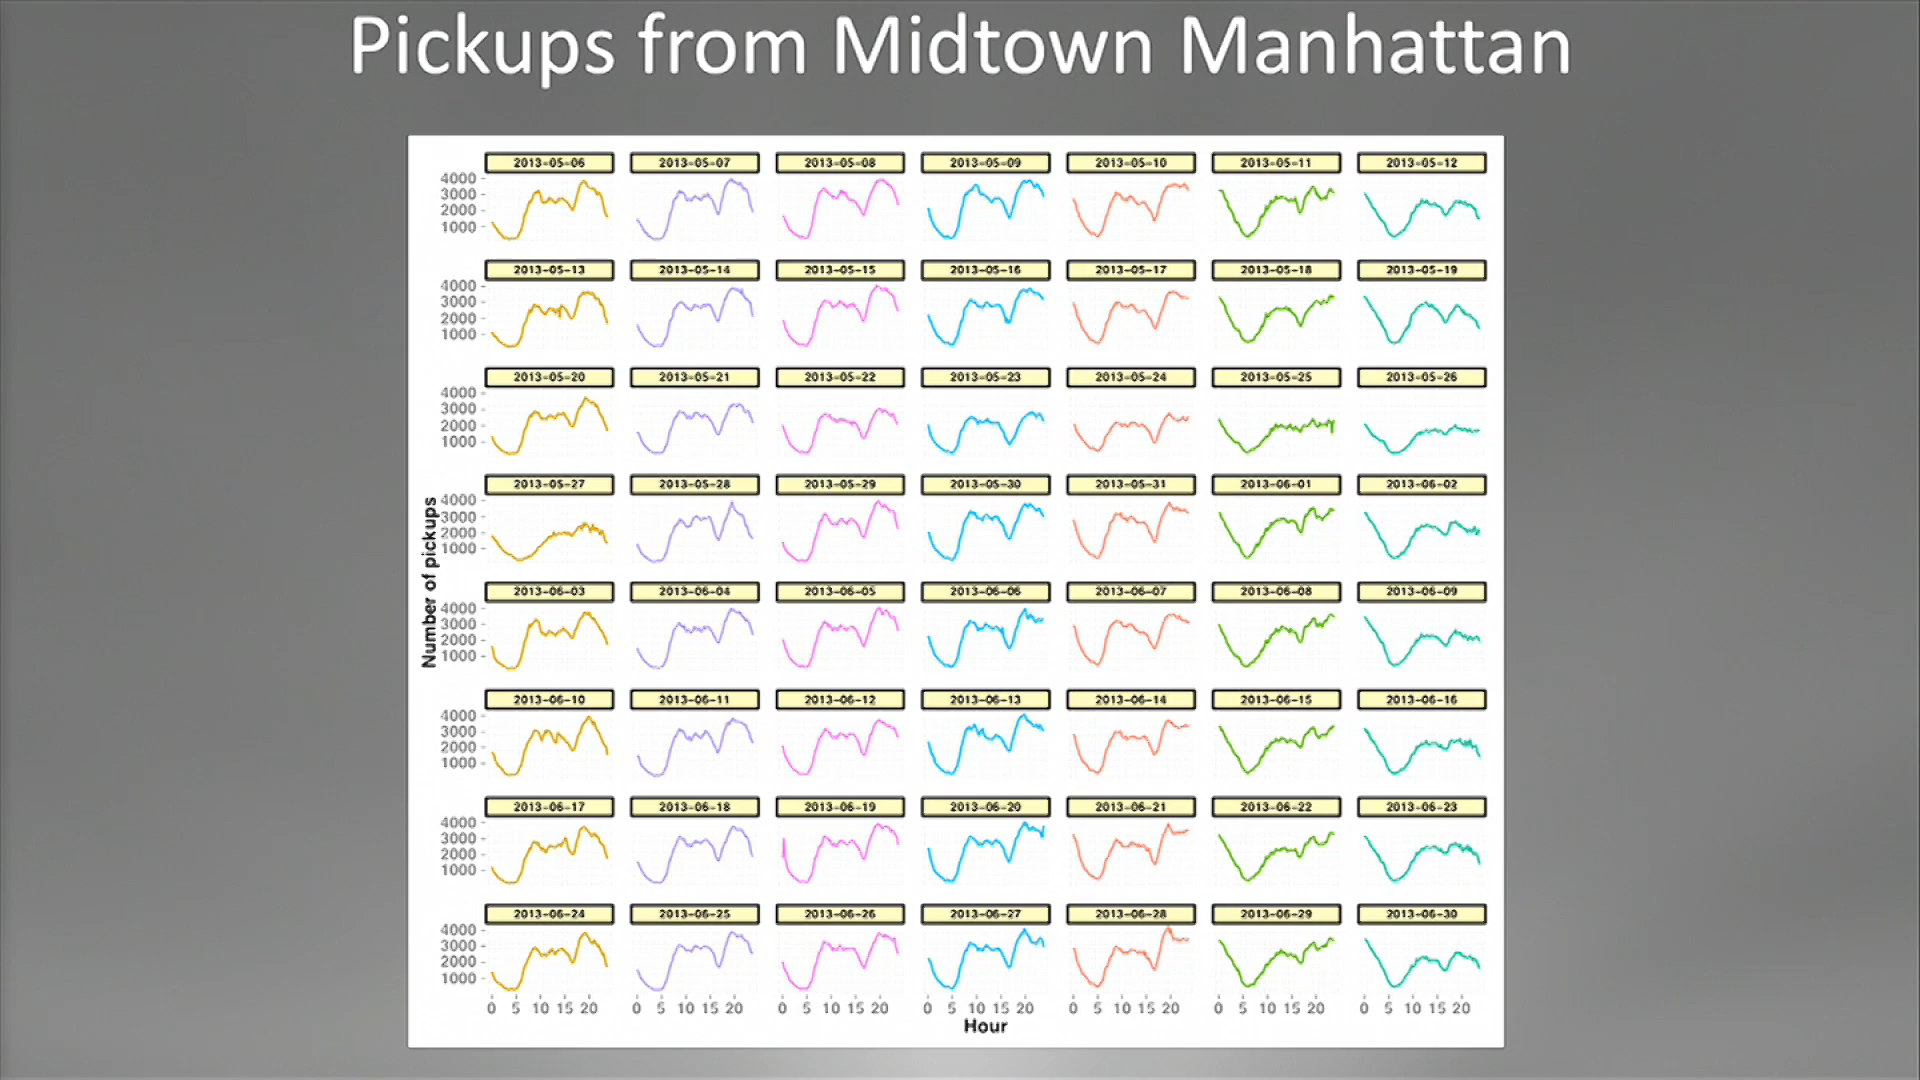 Pickups from Midtown Manhattan
2013-05-06 2013-05-07 2013-05-08 2013-05-09 2013-05-10 2013-05-11 2013-05-12
4000
3000
2000
1000
2013-05-13 2013-05-14 2013-05-15 2013-05-16 2013-05-17 2013-05-18 2013-05-19
4000
3000
2000
1000
2013-05-20 2013-05-21 2013-05-22 2013-05-23 2013-05-24 2013-05-25 2013-05-26
4000
3000
2000
1000
2013-05-27 2013-05-28 2013-05-29 2013-05-30 2013-05-31 2013-06-01 2013-06-02
4000
3000
2000
1000
Number of pickups
2013-06-03 2013-06-04 2013-06-05 2013-06-06 2013-06-07 2013-06-08 2013-06-09
4000
3000
2000
1000
2013-06-10 2013-06-11 2013-06-12 2013-06-13 2013-06-14 2013-06-15 2013-06-16
4000
3000
2000
1000
2013-06-17 2013-06-18 2013-06-19 2013-06-20 2013-06-21 2013-06-22 2013-06-23
4000
3000
2000
1000
2013-06-24 2013-06-25 2013-06-26 2013-06-27 2013-06-28 2013-06-29 2013-06-30
4000
3000
2000
1000
0 5 10 15 20 0 5 10 15 20 0 5 10 15 20 0 5 10 15 20 0 5 10 15 20 0 5 10 15 20 0 5 10 15 20
Hour